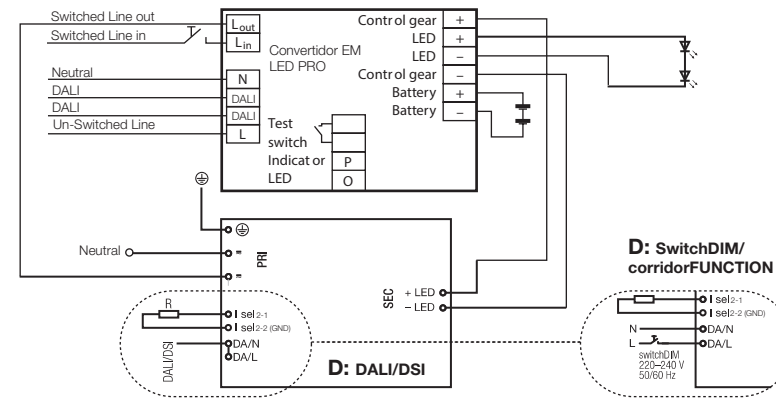 Switched Line out
Switched Line in
Neutral
DALI
DALI
Un-Switched Line
Lout
Lin
N
DALI
DALI
L
Convertidor EM
LED PRO
Test
switch
Indicat or
LED
P
O
Control gear +
LED +
LED –
Control gear –
Battery +
Battery –
Neutral
PRI
=
=
SEC
+ LED
– LED
R
I sel 2-1
I sel 2-2 (GND)
DA/N
DA/L
DALI/DSI
D: DALI/DSI
D: SwitchDIM/
corridorFUNCTION
I sel 2-1
I sel 2-2 (GND)
N
DA/N
L
DA/L
switchDIM
220–240 V
50/60 Hz